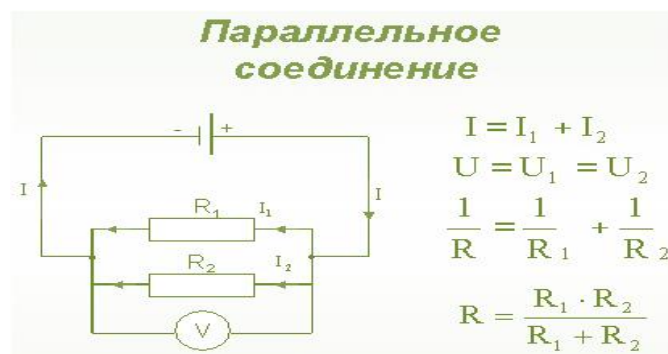 Параллельное
соединение
- +
I = I₁ + I₂
U = U₁ = U₂
I
I
R₁ I₁
1/R = 1/R₁ + 1/R₂
R₂ I₂
V
R = R₁ · R₂ / R₁ + R₂